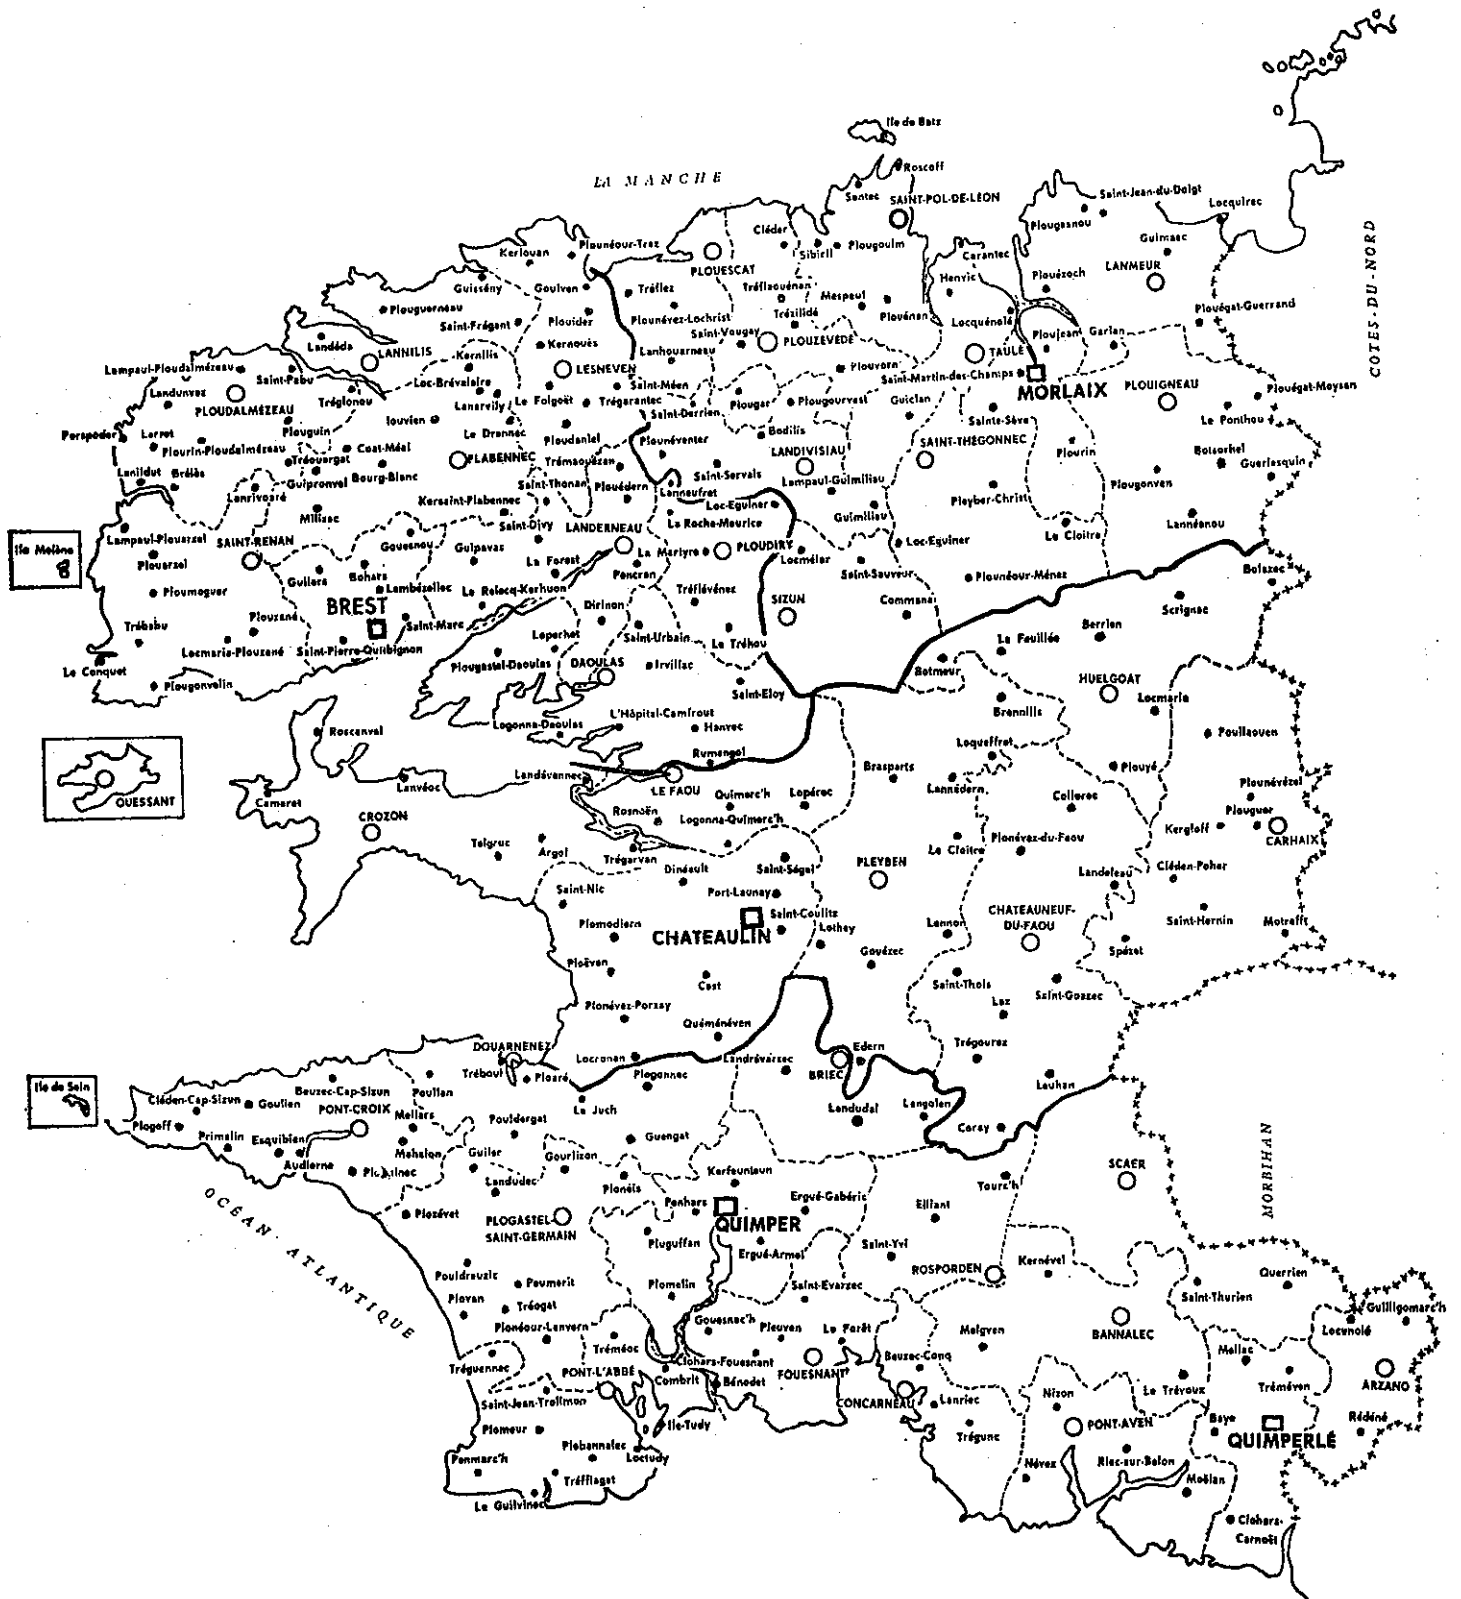 Ile de Batz
Roscoff
LA MANCHE
Santec
SAINT-POL-DE-LÉON
Saint-Jean-du-Doigt
Locquirec
Plougasnou
Cléder
Sibiril
Plougoulm
Carantec
Guimaec
Plounéour-Trez
Kerlouan
PLOUESCAT
Henvic
Plouézoch
LANMEUR
COTES-DU-NORD
Guissény
Goulven
Tréflez
Tréflaouénan
Mespaul
Plouénan
Plouguerneau
Plouider
Plounévez-Lochrist
Trézilidé
Locquénolé
Plouégat-Guerrand
Saint-Frégant
Saint-Vougay
PLOUZÉVÉDÉ
Ploujean
Garlan
Landéda
LANNILIS
Kernilis
Kernouès
Lanhouarneau
TAULÉ
Lampaul-Ploudalmézeau
Saint-Pabu
Loc-Brévalaire
LESNEVEN
Saint-Méen
Plouvorn
Saint-Martin-des-Champs
MORLAIX
PLOUIGNEAU
Plouégat-Moysan
Landunvez
PLOUDALMÉZEAU
Tréglonou
Lanarvily
Le Folgoët
Trégarantec
Saint-Derrien
Plougar
Plougourvest
Guiclan
Sainte-Sève
Le Ponthou
Plouguin
Le Drennec
Ploudaniel
Plounéventer
Bodilis
SAINT-THÉGONNEC
Plourin
Botsorhel
Porspoder
Larret
Plourin-Ploudalmézeau
Coat-Méal
Tréouergat
PLABENNEC
Trémaouézan
LANDIVISIAU
Guerlesquin
Lanildut
Brélès
Guipronvel
Bourg-Blanc
Saint-Thonan
Plouédern
Lanneufret
Saint-Servais
Lampaul-Guimiliau
Plougonven
Lanrivoaré
Kersaint-Plabennec
Loc-Eguiner
Guimiliau
Pleyber-Christ
Milizac
Saint-Divy
LANDERNEAU
La Roche-Maurice
Lannéanou
Ile Molène
Lampaul-Plouarzel
SAINT-RENAN
Gouesnou
Guipavas
La Martyre
PLOUDIRY
Loc-Eguiner
Le Cloître
Plouarzel
La Forest
Locmélar
Bolazec
Guilers
Bohars
Pencran
Saint-Sauveur
Plounéour-Ménez
Ploumoguer
Lambézellec
Le Relecq-Kerhuon
Tréflévénez
SIZUN
Commana
Scrignac
BREST
Dirinon
Trébabu
Plouzané
Saint-Marc
Loperhet
Saint-Urbain
Le Tréhou
La Feuillée
Berrien
Locmaria-Plouzané
Saint-Pierre-Quilbignon
Le Conquet
Plougastel-Daoulas
DAOULAS
Irvillac
Botmeur
HUELGOAT
Plougonvelin
Saint-Eloy
Brennilis
Locmaria
Logonna-Daoulas
L'Hôpital-Camfrout
Hanvec
Roscanvel
Poullaouen
Rumengol
Loqueffret
OUESSANT
Landévennec
LE FAOU
Brasparts
Plouyé
Lanvéoc
Lannédern
Plounévézel
Camaret
Quimerc'h
Lopérec
Collorec
CROZON
Rosnoën
Logonna-Quimerc'h
Plouguer
Kergloff
CARHAIX
Telgruc
Argol
Trégarvan
Le Cloître
Plonévez-du-Faou
Dinéault
Saint-Ségal
PLEYBEN
Landeleau
Cléden-Poher
Saint-Nic
Port-Launay
CHATEAUNEUF-
DU-FAOU
Plomodiern
Saint-Coulitz
CHATEAULIN
Lothey
Lennon
Saint-Hernin
Motreff
Gouézec
Spézet
Ploéven
Cast
Saint-Thois
Saint-Goazec
Plonévez-Porzay
Laz
Quéménéven
Trégourez
DOUARNENEZ
Locronan
Landrévarzec
Edern
BRIEC
Tréboul
Ploaré
Plogonnec
Leuhan
Ile de Sein
Cléden-Cap-Sizun
Goulien
Beuzec-Cap-Sizun
Poullan
Le Juch
Landudal
Langolen
PONT-CROIX
Meilars
Pouldergat
Coray
Plogoff
Primelin
Esquibien
Audierne
Mahalon
Guiler
Gourlizon
Guengat
MORBIHAN
SCAER
Landudec
Plonéis
Kerfeunteun
Tourc'h
OCÉAN ATLANTIQUE
Plozévet
PLOGASTEL-
SAINT-GERMAIN
Penhars
QUIMPER
Ergué-Gabéric
Elliant
Pluguffan
Ergué-Armel
Saint-Yvi
ROSPORDEN
Kernével
Querrien
Pouldreuzic
Peumerit
Plomelin
Saint-Evarzec
Saint-Thurien
Plovan
Tréogat
Guilligomarc'h
Plonéour-Lanvern
Gouesnac'h
Pleuven
La Forêt
Melgven
BANNALEC
Locunolé
Tréméoc
Mellac
Tréguennec
PONT-L'ABBÉ
Clohars-Fouesnant
FOUESNANT
Beuzec-Conq
Combrit
Bénodet
Le Trévoux
Tréméven
ARZANO
Saint-Jean-Trolimon
CONCARNEAU
Lanriec
Nizon
Plomeur
Ile-Tudy
Trégunc
PONT-AVEN
Baye
QUIMPERLÉ
Rédéné
Penmarc'h
Plobannalec
Loctudy
Névez
Riec-sur-Belon
Treffiagat
Moëlan
Le Guilvinec
Clohars-
Carnoët